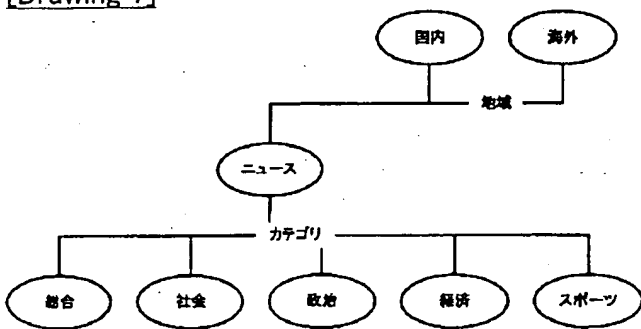 [Drawing 7]
国内 海外
地域
ニュース
カテゴリ
総合 社会 政治 経済 スポーツ